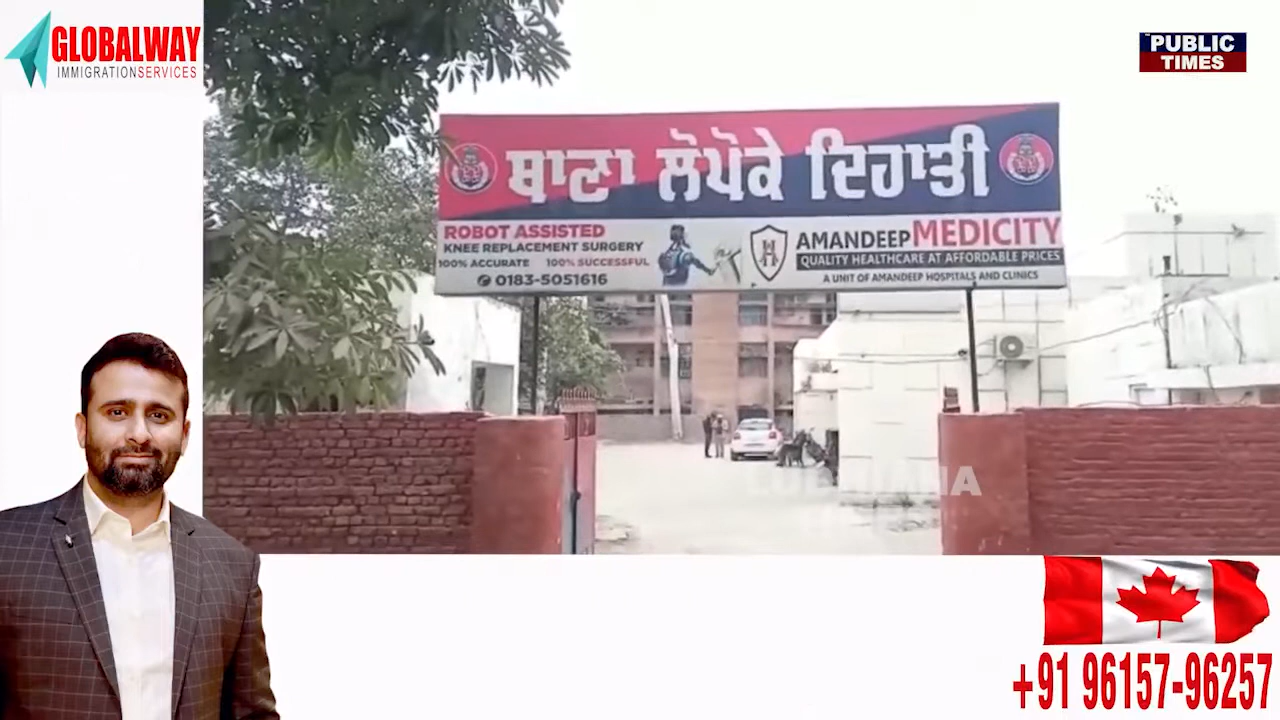 GLOBALWAY
IMMIGRATIONSERVICES
PUBLIC
TIMES
ਥਾਣਾ ਲੋਪੋਕੇ ਦਿਹਾਤੀ
ROBOT ASSISTED
KNEE REPLACEMENT SURGERY
100% ACCURATE 100% SUCCESSFUL
0183-5051616
AMANDEEP MEDICITY
QUALITY HEALTHCARE AT AFFORDABLE PRICES
A UNIT OF AMANDEEP HOSPITALS AND CLINICS
+91 96157-96257